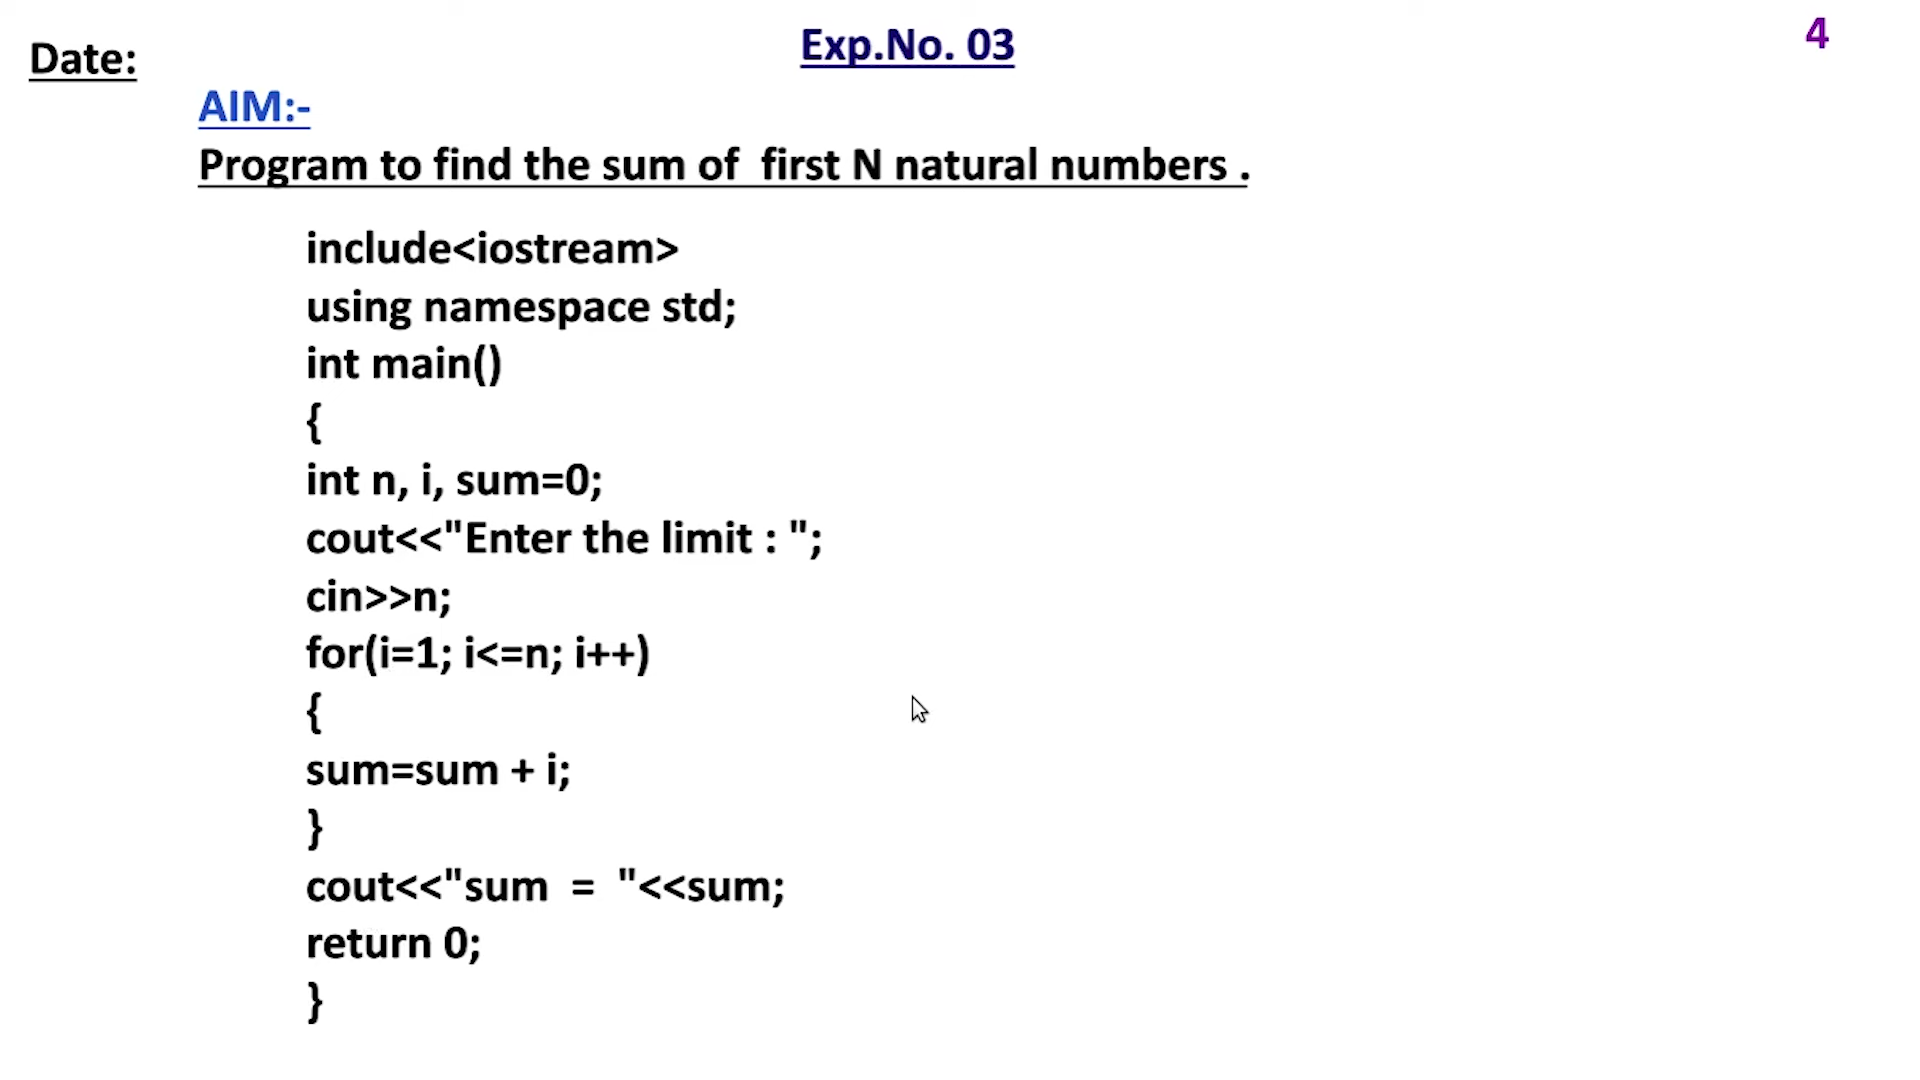 Exp.No. 03
4
Date:
AIM:-
Program to find the sum of  first N natural numbers .
include<iostream>
using namespace std;
int main()
{
int n, i, sum=0;
cout<<"Enter the limit : ";
cin>>n;
for(i=1; i<=n; i++)
{
sum=sum + i;
}
cout<<"sum  =  "<<sum;
return 0;
}